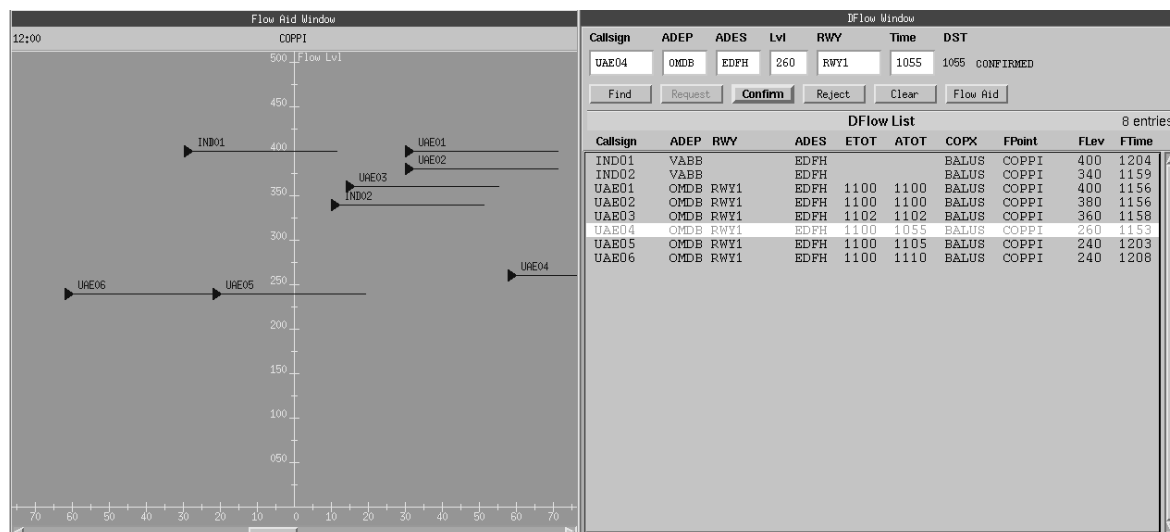 Flow Aid Window
12:00 COPPI
500 Flow Lvl
450
IND01 400 UAE01
UAE02
UAE03
350 IND02
300
UAE04
250
UAE06 UAE05
200
150
100
050
70 60 50 40 30 20 10 0 10 20 30 40 50 60 70
DFlow Window
Callsign ADEP ADES Lvl RWY Time DST
UAE04 OMDB EDFH 260 RWY1 1055 1055 CONFIRMED
Find Request Confirm Reject Clear Flow Aid
DFlow List 8 entries
Callsign ADEP RWY ADES ETOT ATOT COPX FPoint FLev FTime
IND01 VABB EDFH BALUS COPPI 400 1204
IND02 VABB EDFH BALUS COPPI 340 1159
UAE01 OMDB RWY1 EDFH 1100 1100 BALUS COPPI 400 1156
UAE02 OMDB RWY1 EDFH 1100 1100 BALUS COPPI 380 1156
UAE03 OMDB RWY1 EDFH 1102 1102 BALUS COPPI 360 1158
UAE04 OMDB RWY1 EDFH 1100 1055 BALUS COPPI 260 1153
UAE05 OMDB RWY1 EDFH 1100 1105 BALUS COPPI 240 1203
UAE06 OMDB RWY1 EDFH 1100 1110 BALUS COPPI 240 1208